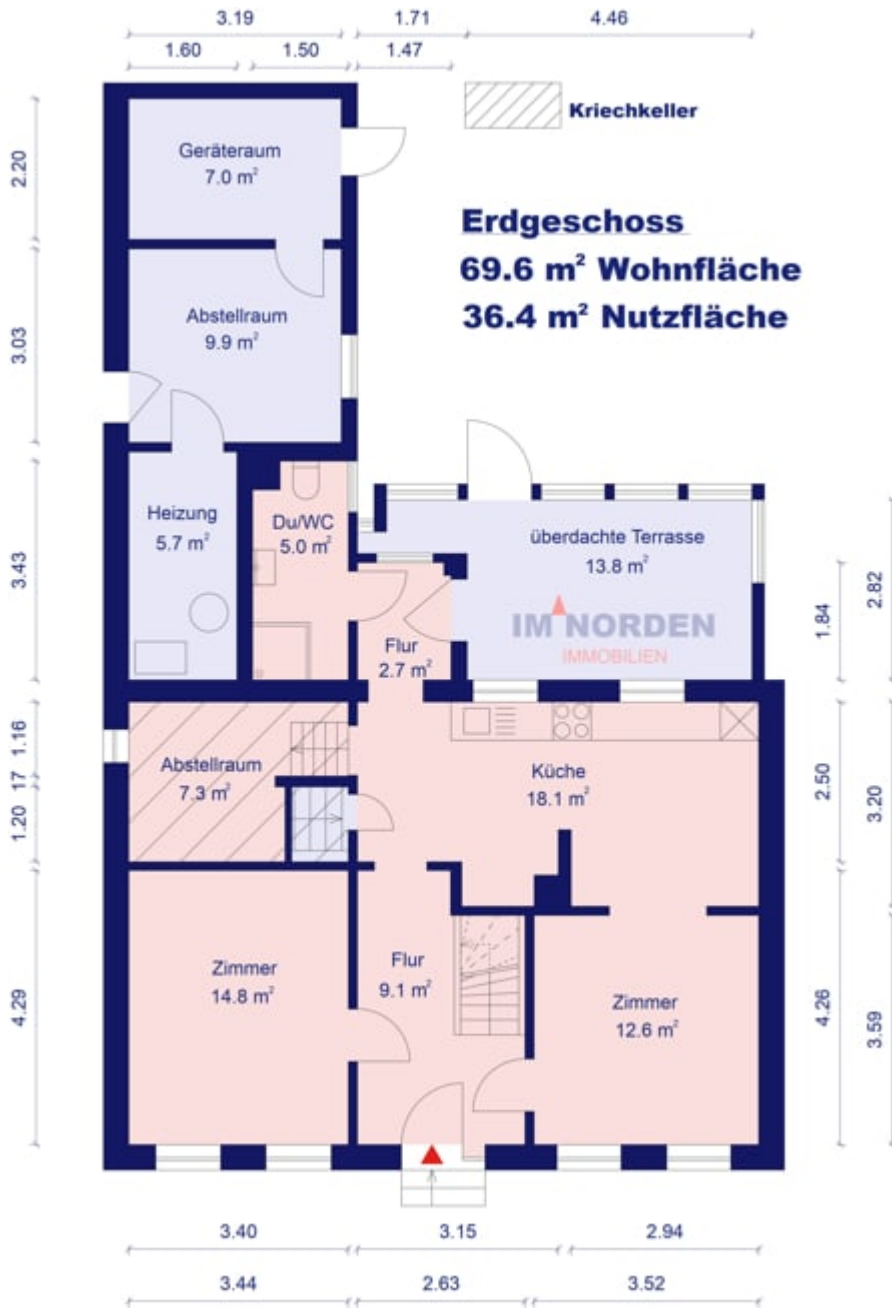 3.19
1.71
4.46
1.60
1.50
1.47
Kriechkeller
Geräteraum
7.0 m²
2.20
Erdgeschoss
69.6 m² Wohnfläche
36.4 m² Nutzfläche
Abstellraum
9.9 m²
3.03
Heizung
5.7 m²
Du/WC
5.0 m²
überdachte Terrasse
13.8 m²
3.43
2.82
1.84
IM NORDEN
IMMOBILIEN
Flur
2.7 m²
1.16
17
1.20
Abstellraum
7.3 m²
Küche
18.1 m²
2.50
3.20
Zimmer
14.8 m²
Flur
9.1 m²
Zimmer
12.6 m²
4.29
4.26
3.59
3.40
3.15
2.94
3.44
2.63
3.52